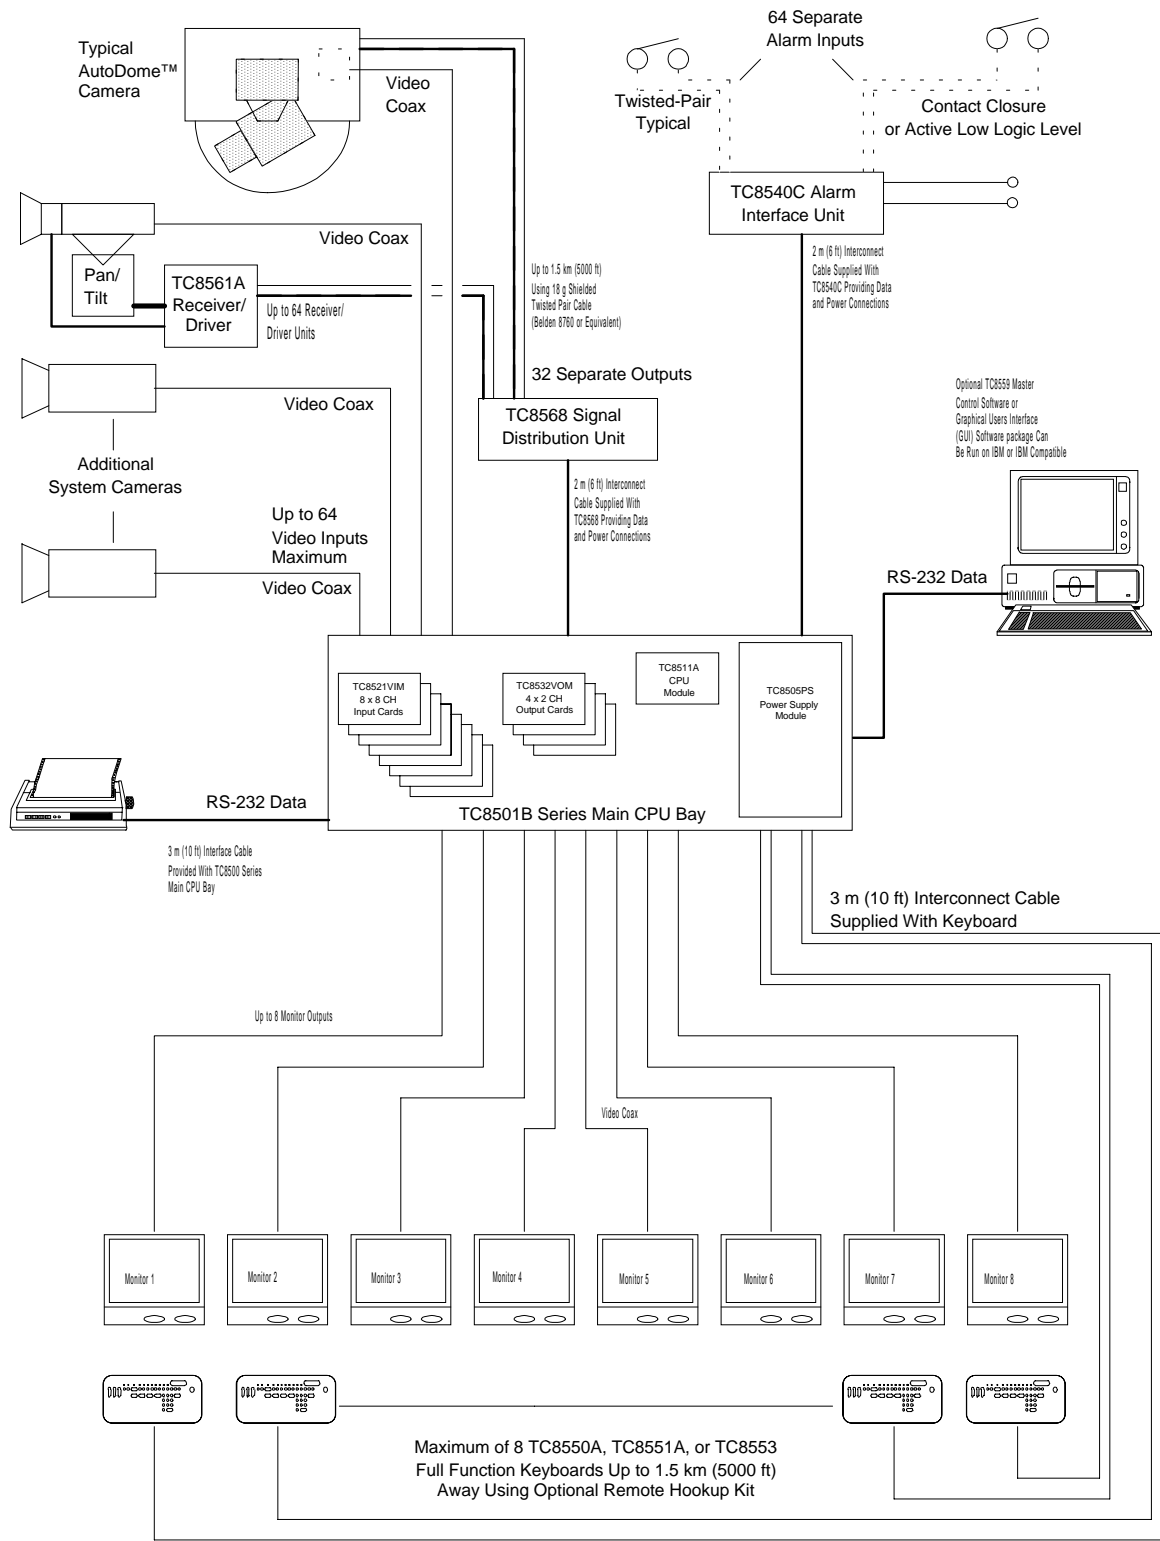 64 Separate
Alarm Inputs
Typical
AutoDome™
Camera
Video
Coax
Twisted-Pair
Typical
Contact Closure
or Active Low Logic Level
TC8540C Alarm
Interface Unit
Video Coax
2 m (6 ft) Interconnect
Cable Supplied With
TC8540C Providing Data
and Power Connections
Pan/
Tilt
TC8561A
Receiver/
Driver
Up to 64 Receiver/
Driver Units
Up to 1.5 km (5000 ft)
Using 18 g Shielded
Twisted Pair Cable
(Belden 8760 or Equivalent)
32 Separate Outputs
Video Coax
TC8568 Signal
Distribution Unit
Optional TC8559 Master
Control Software or
Graphical Users Interface
(GUI) Software package Can
Be Run on IBM or IBM Compatible
Additional
System Cameras
2 m (6 ft) Interconnect
Cable Supplied With
TC8568 Providing Data
and Power Connections
Up to 64
Video Inputs
Maximum
Video Coax
RS-232 Data
TC8521VIM
8 x 8 CH
Input Cards
TC8532VOM
4 x 2 CH
Output Cards
TC8511A
CPU
Module
TC8505PS
Power Supply
Module
RS-232 Data
TC8501B Series Main CPU Bay
3 m (10 ft) Interface Cable
Provided With TC8500 Series
Main CPU Bay
3 m (10 ft) Interconnect Cable
Supplied With Keyboard
Up to 8 Monitor Outputs
Video Coax
Monitor 1
Monitor 2
Monitor 3
Monitor 4
Monitor 5
Monitor 6
Monitor 7
Monitor 8
Maximum of 8 TC8550A, TC8551A, or TC8553
Full Function Keyboards Up to 1.5 km (5000 ft)
Away Using Optional Remote Hookup Kit